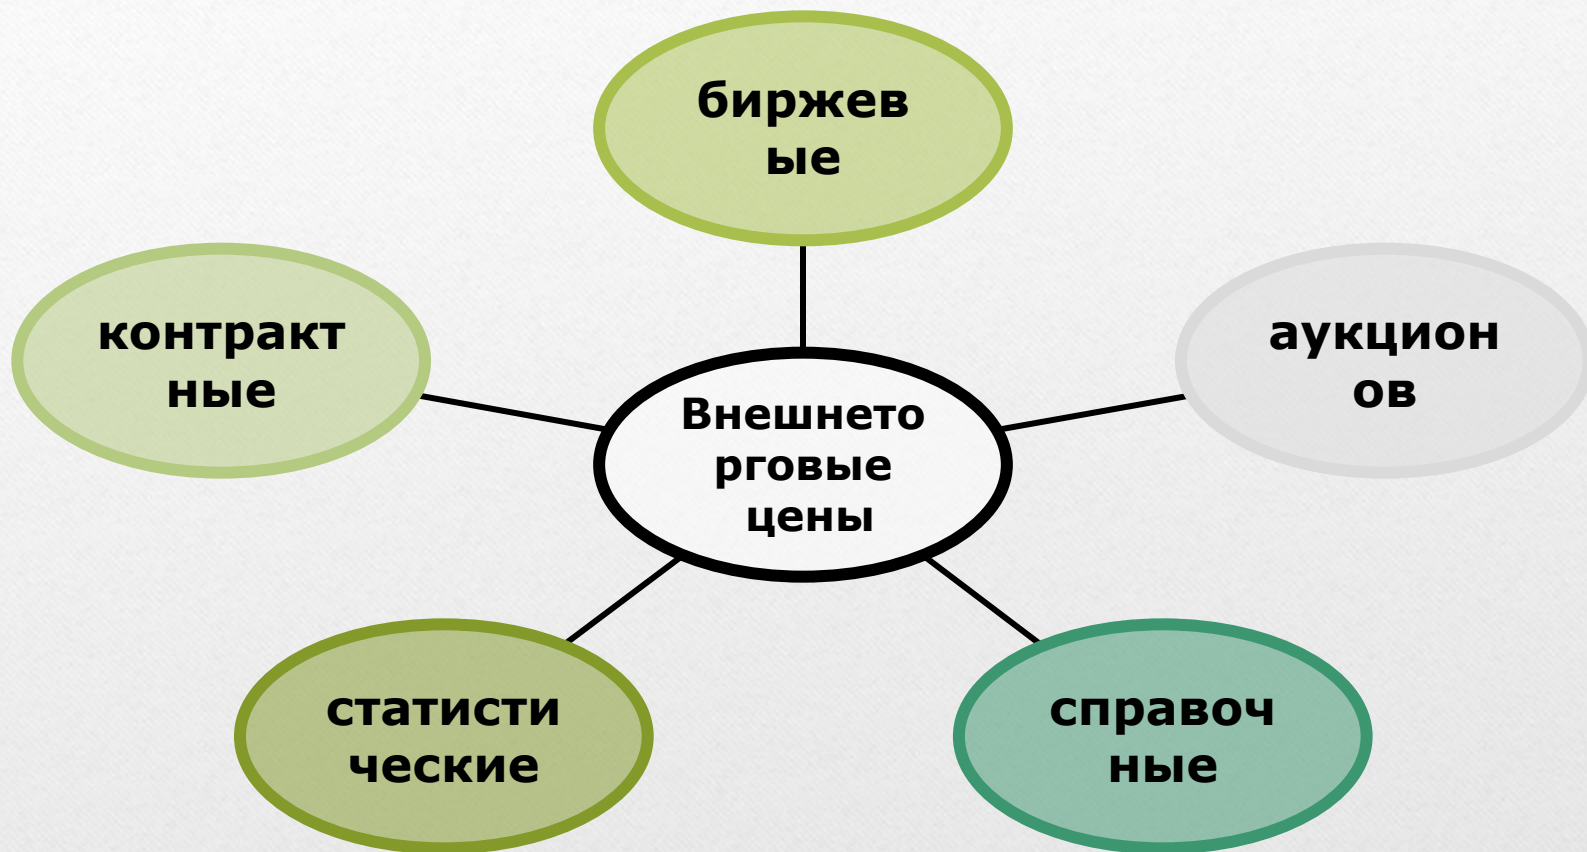 биржев
ые
контракт
ные
аукцион
ов
Внешнето
рговые
цены
статисти
ческие
справоч
ные